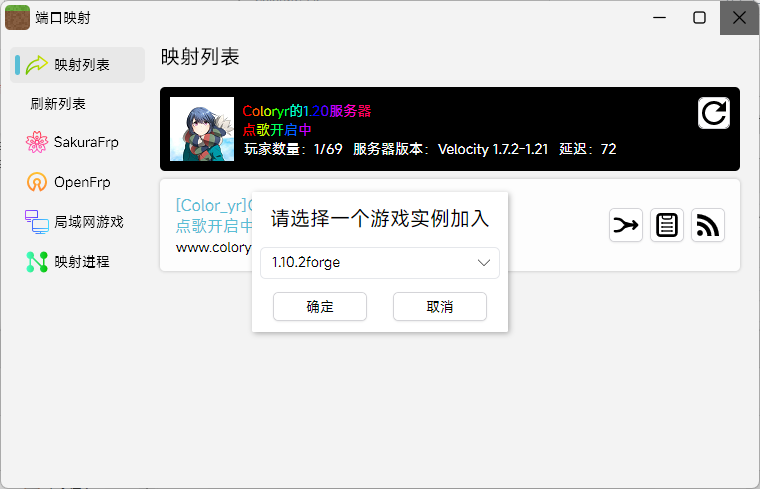 端口映射
映射列表
刷新列表
SakuraFrp
OpenFrp
局域网游戏
映射进程
映射列表
Coloryr的1.20服务器
点歌开启中
玩家数量：1/69 服务器版本：Velocity 1.7.2-1.21 延迟：72
[Color_yr]
点歌开启中
www.colory
请选择一个游戏实例加入
1.10.2forge
确定
取消